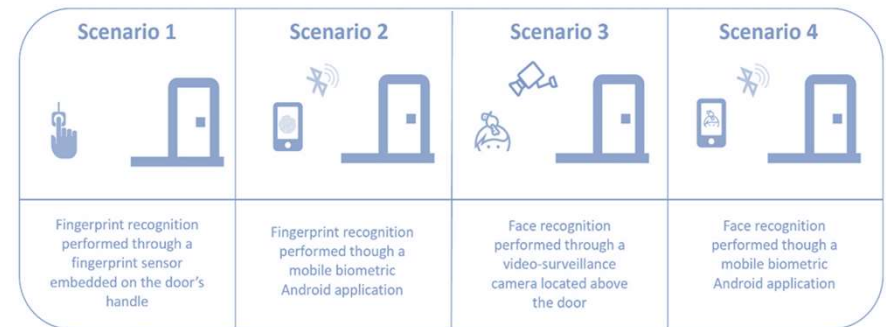 Scenario 1
Scenario 2
Scenario 3
Scenario 4
Fingerprint recognition
performed through a
fingerprint sensor
embedded on the door's
handle
Fingerprint recognition
performed though a
mobile biometric
Android application
Face recognition
performed through a
video-surveillance
camera located above
the door
Face recognition
performed though a
mobile biometric
Android application